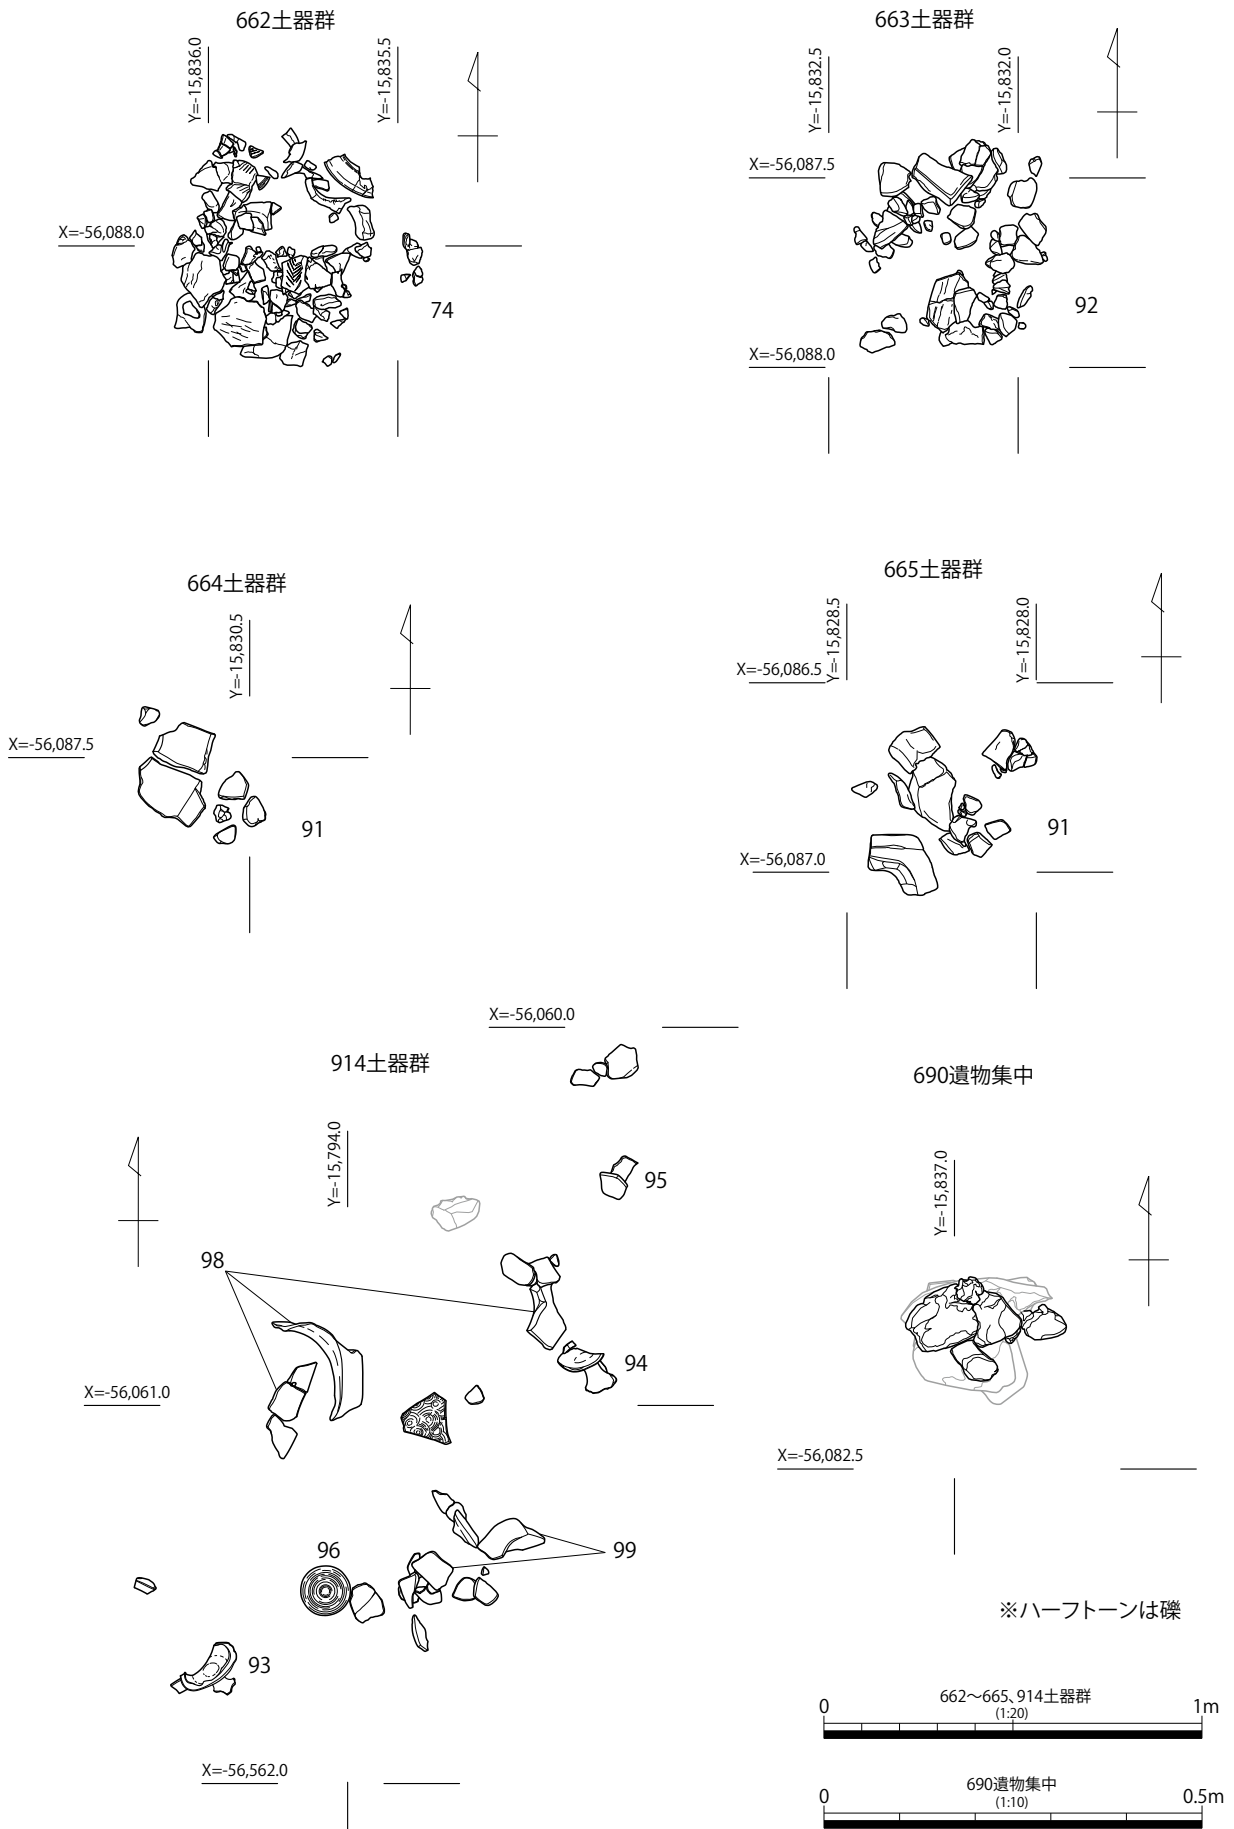 662土器群
Y=-15,836.0
Y=-15,835.5
X=-56,088.0
74
663土器群
Y=-15,832.5
Y=-15,832.0
X=-56,087.5
92
X=-56,088.0
664土器群
Y=-15,830.5
X=-56,087.5
91
665土器群
Y=-15,828.5
Y=-15,828.0
X=-56,086.5
91
X=-56,087.0
X=-56,060.0
914土器群
Y=-15,794.0
95
98
94
X=-56,061.0
96
99
93
X=-56,562.0
690遺物集中
Y=-15,837.0
X=-56,082.5
※ハーフトーンは礫
662～665、914土器群
(1:20)
0
1m
690遺物集中
(1:10)
0
0.5m